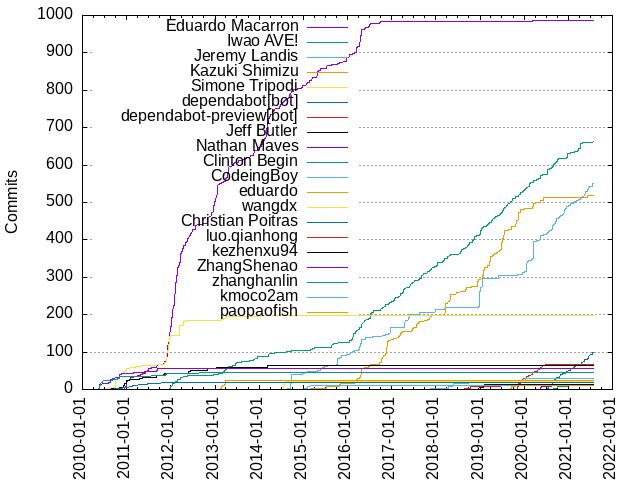 Commits
1000
900
800
700
600
500
400
300
200
100
0
Eduardo Macarron
Iwao AVE!
Jeremy Landis
Kazuki Shimizu
Simone Tripodi
dependabot[bot]
dependabot-preview[bot]
Jeff Butler
Nathan Maves
Clinton Begin
CodeingBoy
eduardo
wangdx
Christian Poitras
luo.qianhong
kezhenxu94
ZhangShenao
zhanghanlin
kmoco2am
paopaofish
2010-01-01
2011-01-01
2012-01-01
2013-01-01
2014-01-01
2015-01-01
2016-01-01
2017-01-01
2018-01-01
2019-01-01
2020-01-01
2021-01-01
2022-01-01